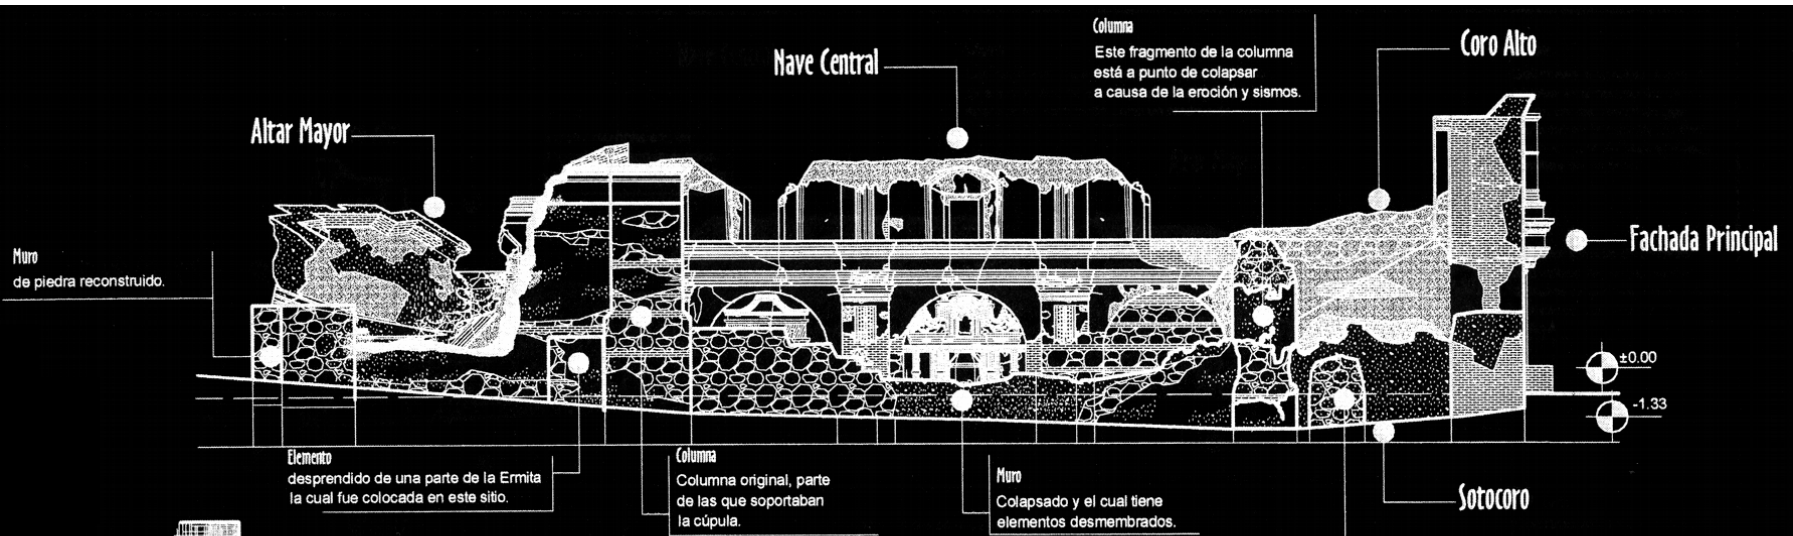 Columna
Este fragmento de la columna
está a punto de colapsar
a causa de la eroción y sismos.
Coro Alto
Nave Central
Altar Mayor
Fachada Principal
Muro
de piedra reconstruido.
±0.00
-1.33
Elemento
desprendido de una parte de la Ermita
la cual fue colocada en este sitio.
Columna
Columna original, parte
de las que soportaban
la cúpula.
Muro
Colapsado y el cual tiene
elementos desmembrados.
Sotocoro